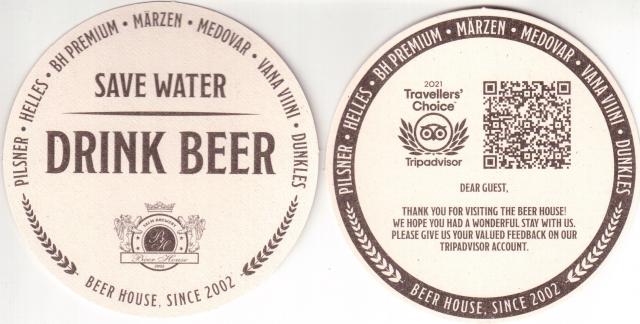 PILSNER • HELLES • BH PREMIUM • MÄRZEN • MEDOVAR • VANA VIINI • DUNKLES
SAVE WATER
DRINK BEER
Beer House
2002
BEER HOUSE, SINCE 2002
PILSNER • HELLES • BH PREMIUM • MÄRZEN • MEDOVAR • VANA VIINI • DUNKLES
2021
Travellers'
Choice™
Tripadvisor
DEAR GUEST,
THANK YOU FOR VISITING THE BEER HOUSE!
WE HOPE YOU HAD A WONDERFUL STAY WITH US.
PLEASE GIVE US YOUR VALUED FEEDBACK ON OUR
TRIPADVISOR ACCOUNT.
BEER HOUSE, SINCE 2002